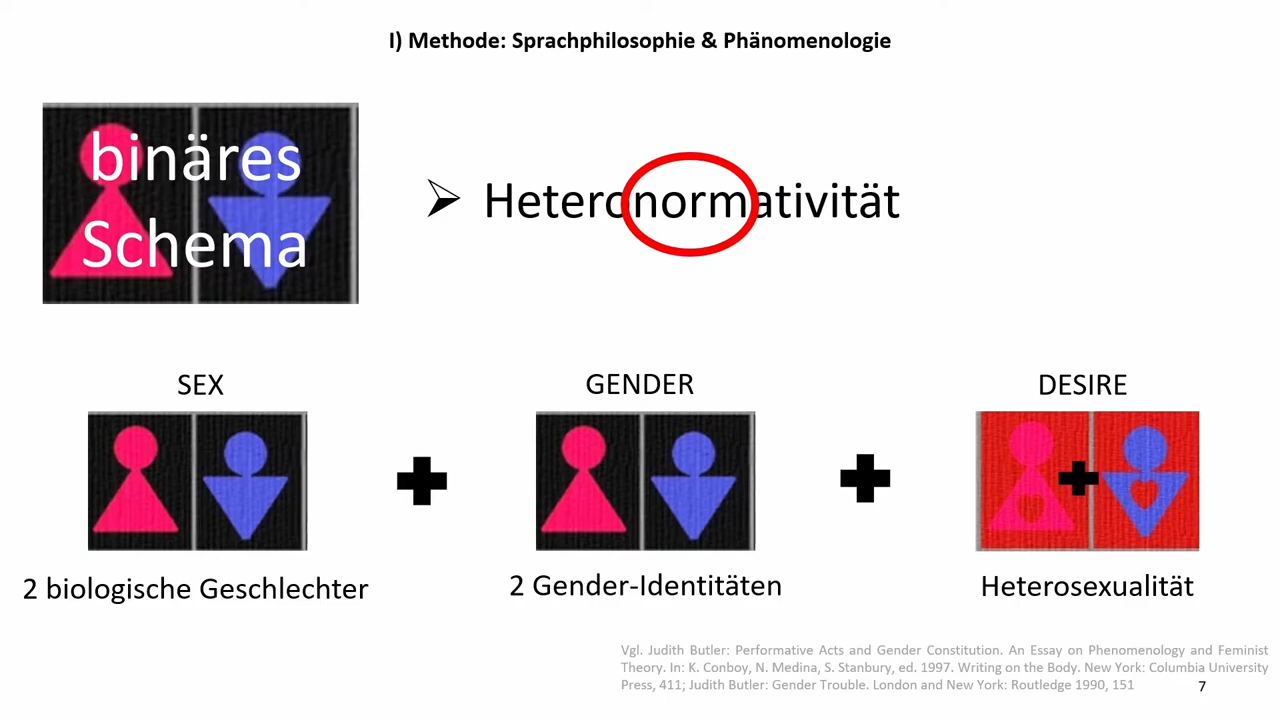 I) Methode: Sprachphilosophie & Phänomenologie
binäres
Schema
➢ Heteronormativität
SEX
GENDER
DESIRE
2 biologische Geschlechter
2 Gender-Identitäten
Heterosexualität
Vgl. Judith Butler: Performative Acts and Gender Constitution. An Essay on Phenomenology and Feminist
Theory. In: K. Conboy, N. Medina, S. Stanbury, ed. 1997. Writing on the Body. New York: Columbia University
Press, 411; Judith Butler: Gender Trouble. London and New York: Routledge 1990, 151
7